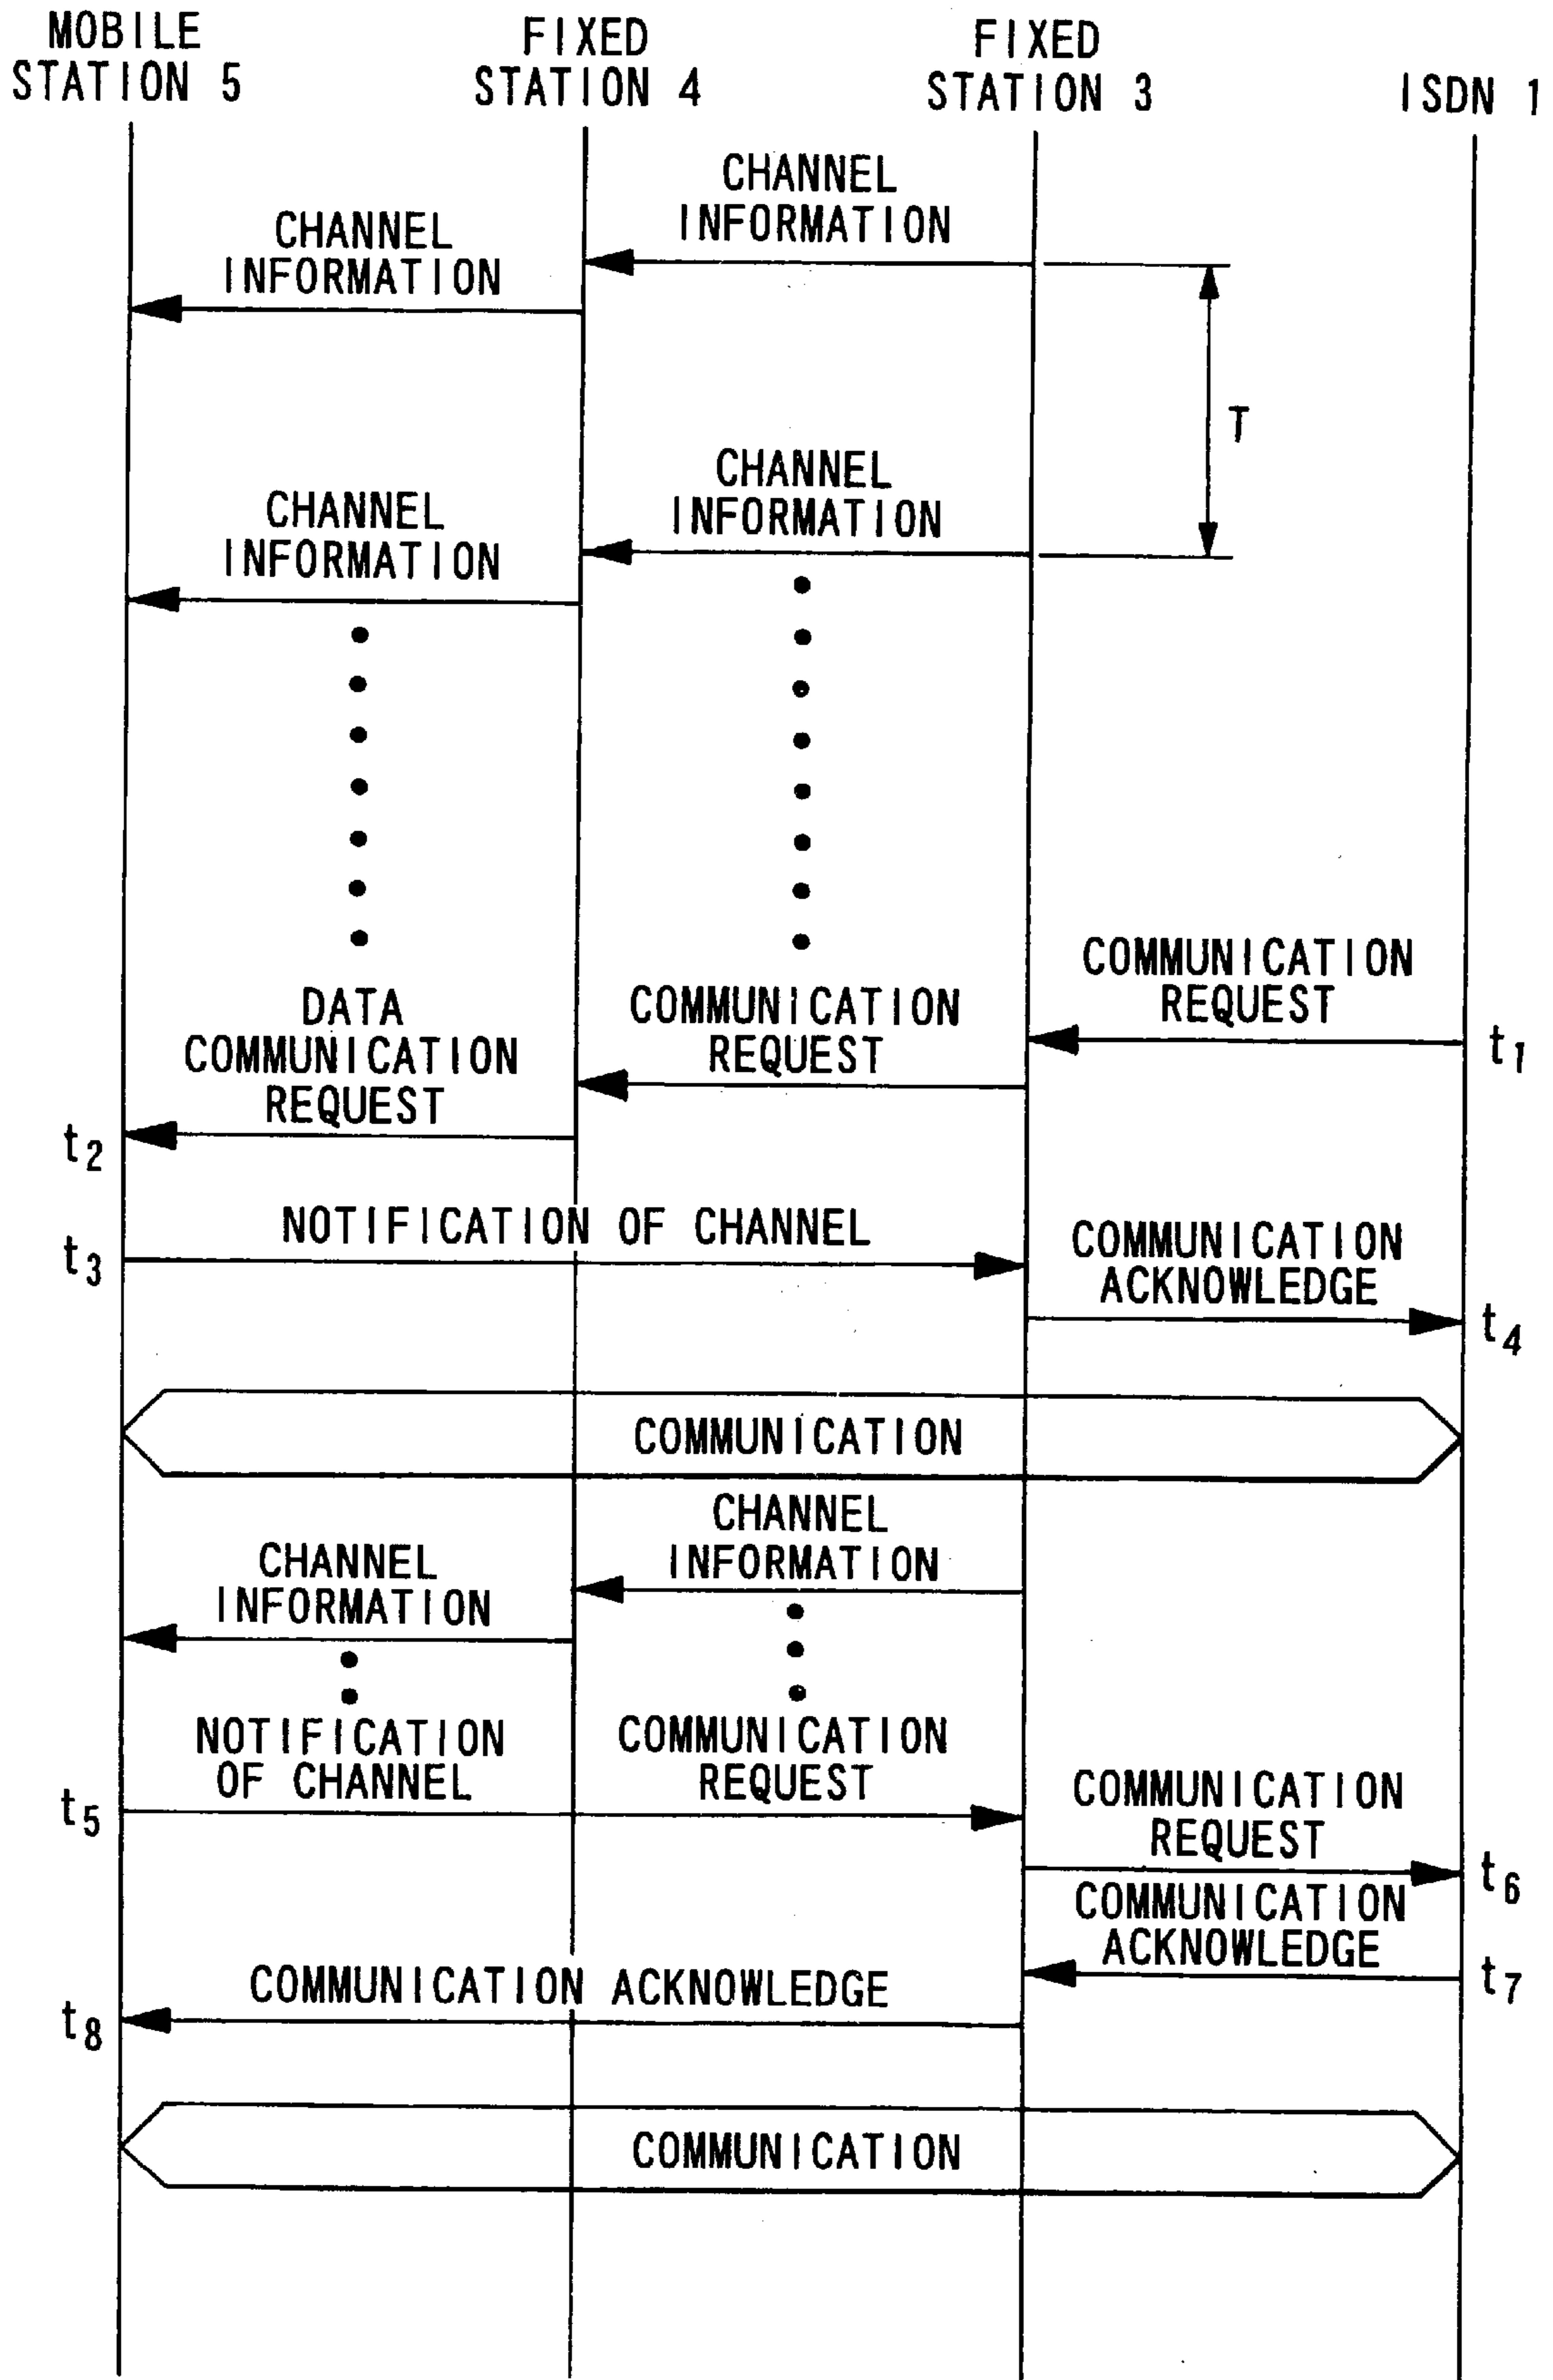 MOBILE
STATION 5
FIXED
STATION 4
FIXED
STATION 3
ISDN 1
CHANNEL
INFORMATION
CHANNEL
INFORMATION
T
CHANNEL
INFORMATION
CHANNEL
INFORMATION
COMMUNICATION
REQUEST
t1
COMMUNICATION
REQUEST
DATA
COMMUNICATION
REQUEST
t2
NOTIFICATION OF CHANNEL
t3
COMMUNICATION
ACKNOWLEDGE
t4
COMMUNICATION
CHANNEL
INFORMATION
CHANNEL
INFORMATION
NOTIFICATION
OF CHANNEL
COMMUNICATION
REQUEST
t5
COMMUNICATION
REQUEST
t6
COMMUNICATION
ACKNOWLEDGE
t7
COMMUNICATION ACKNOWLEDGE
t8
COMMUNICATION